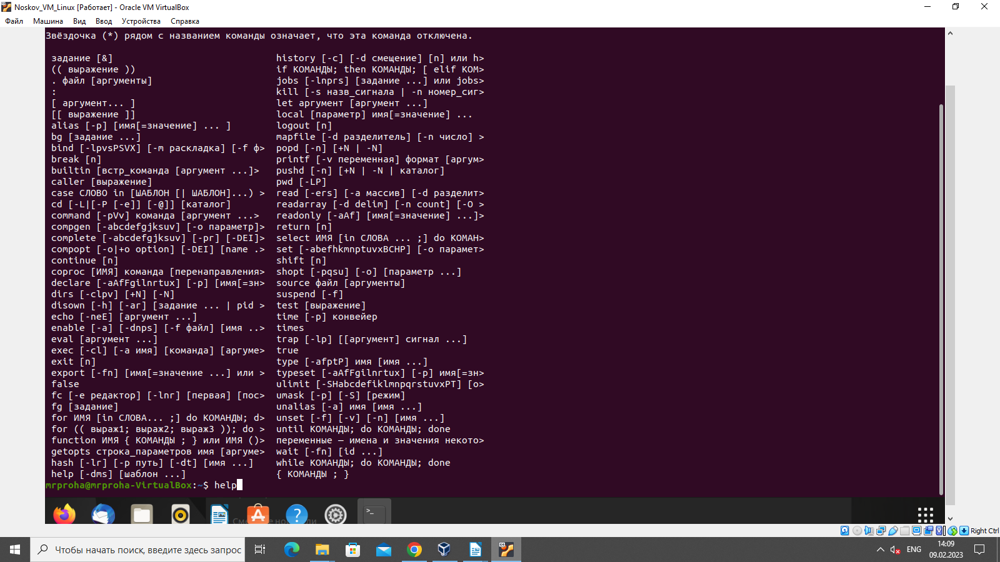 Noskov_VM_Linux [Работает] - Oracle VM VirtualBox
Файл Машина Вид Ввод Устройства Справка
Звёздочка (*) рядом с названием команды означает, что эта команда отключена.
задание [&] history [-c] [-d смещение] [n] или h>
(( выражение )) if КОМАНДЫ; then КОМАНДЫ; [ elif КОМ>
. файл [аргументы] jobs [-lnprs] [задание ...] или jobs>
: kill [-s назв_сигнала | -n номер_сиг>
[ аргумент... ] let аргумент [аргумент ...]
[[ выражение ]] local [параметр] имя[=значение] ...
alias [-p] [имя[=значение] ... ] logout [n]
bg [задание ...] mapfile [-d разделитель] [-n число] >
bind [-lpvsPSVX] [-m раскладка] [-f ф> popd [-n] [+N | -N]
break [n] printf [-v переменная] формат [аргум>
builtin [встр_команда [аргумент ...]> pushd [-n] [+N | -N | каталог]
caller [выражение] pwd [-LP]
case СЛОВО in [ШАБЛОН [| ШАБЛОН]...) > read [-ers] [-a массив] [-d разделит>
cd [-L|[-P [-e]] [-@]] [каталог] readarray [-d delim] [-n count] [-O >
command [-pVv] команда [аргумент ...> readonly [-aAf] [имя[=значение] ...]>
compgen [-abcdefgjksuv] [-o параметр]> return [n]
complete [-abcdefgjksuv] [-pr] [-DEI]> select ИМЯ [in СЛОВА ... ;] do КОМАН>
compopt [-o|+o option] [-DEI] [name .> set [-abefhkmnptuvxBCHP] [-o парамет>
continue [n] shift [n]
coproc [ИМЯ] команда [перенаправления> shopt [-pqsu] [-o] [параметр ...]
declare [-aAfFgilnrtux] [-p] [имя[=зн> source файл [аргументы]
dirs [-clpv] [+N] [-N] suspend [-f]
disown [-h] [-ar] [задание ... | pid > test [выражение]
echo [-neE] [аргумент ...] time [-p] конвейер
enable [-a] [-dnps] [-f файл] [имя ..> times
eval [аргумент ...] trap [-lp] [[аргумент] сигнал ...]
exec [-cl] [-a имя] [команда] [аргуме> true
exit [n] type [-afptP] имя [имя ...]
export [-fn] [имя[=значение ...] или > typeset [-aAfFgilnrtux] [-p] имя[=зн>
false ulimit [-SHabcdefiklmnpqrstuvxPT] [о>
fc [-e редактор] [-lnr] [первая] [пос> umask [-p] [-S] [режим]
fg [задание] unalias [-a] имя [имя ...]
for ИМЯ [in СЛОВА... ;] do КОМАНДЫ; d> unset [-f] [-v] [-n] [имя ...]
for (( выраж1; выраж2; выраж3 )); do > until КОМАНДЫ; do КОМАНДЫ; done
function ИМЯ { КОМАНДЫ ; } или ИМЯ ()> переменные — имена и значения некото>
getopts строка_параметров имя [аргуме> wait [-fn] [id ...]
hash [-lr] [-p путь] [-dt] [имя ...] while КОМАНДЫ; do КОМАНДЫ; done
help [-dms] [шаблон ...] { КОМАНДЫ ; }
mrproha@mrproha-VirtualBox:~$ help
Right Ctrl
Чтобы начать поиск, введите здесь запрос
ENG
14:09
09.02.2023